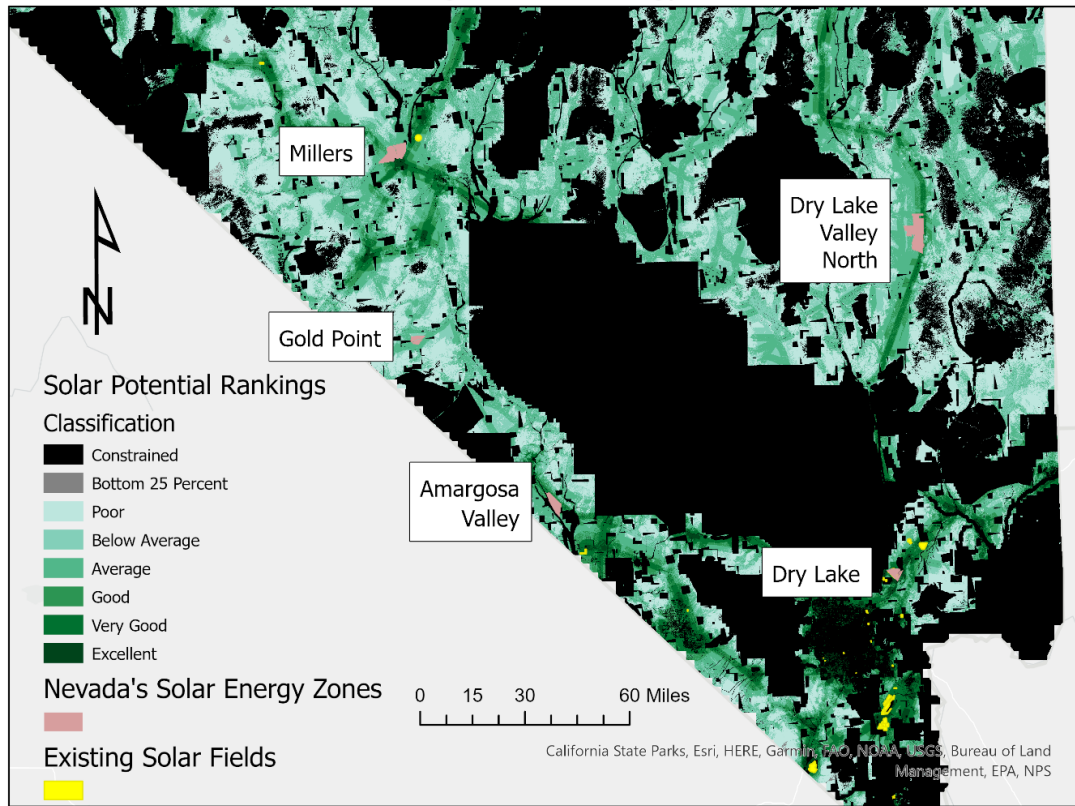 Millers
Dry Lake
Valley
North
N
Gold Point
Solar Potential Rankings
Classification
Constrained
Bottom 25 Percent
Poor
Below Average
Average
Good
Very Good
Excellent
Amargosa
Valley
Dry Lake
Nevada's Solar Energy Zones
0 15 30 60 Miles
Existing Solar Fields
California State Parks, Esri, HERE, Garmin, FAO, NOAA, USGS, Bureau of Land
Management, EPA, NPS